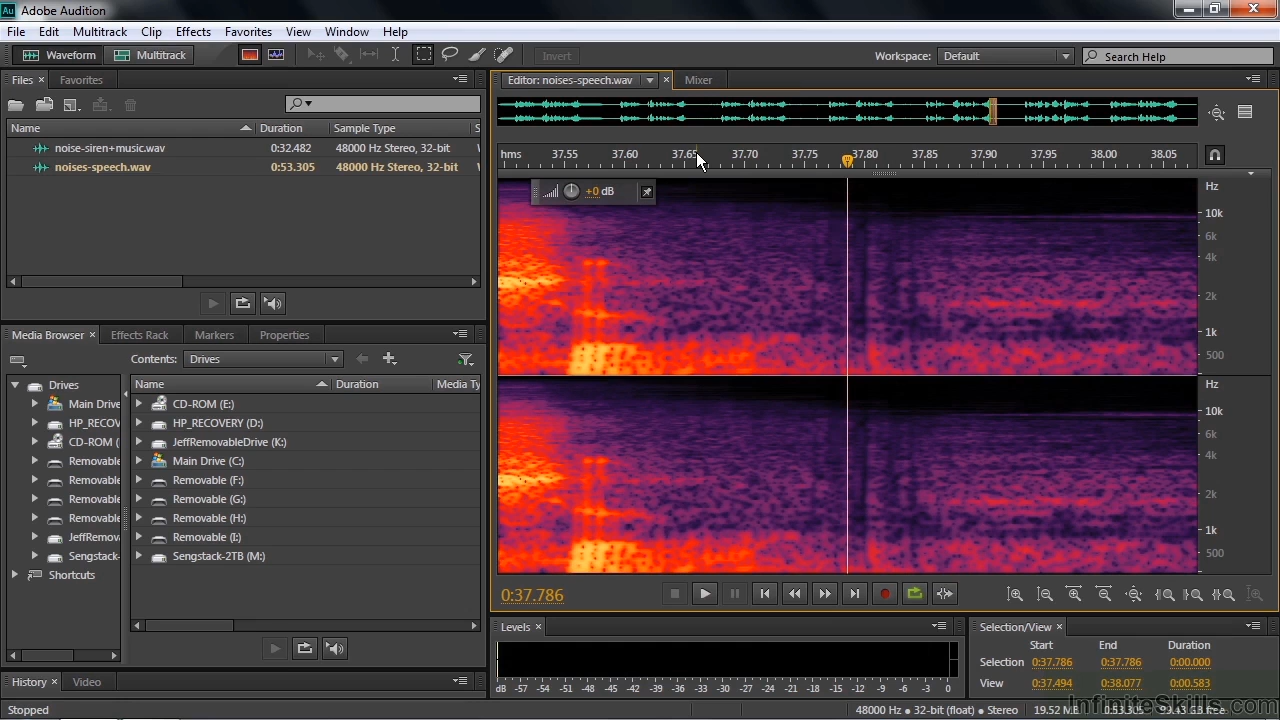 Au Adobe Audition
File Edit Multitrack Clip Effects Favorites View Window Help
Waveform Multitrack Invert Workspace: Default Search Help
Files × Favorites
Editor: noises-speech.wav × Mixer
Name Duration Sample Type S
noise-siren+music.wav 0:32.482 48000 Hz Stereo, 32-bit
noises-speech.wav 0:53.305 48000 Hz Stereo, 32-bit
hms 37.55 37.60 37.65 37.70 37.75 37.80 37.85 37.90 37.95 38.00 38.05
+0 dB
Hz
10k
6k
4k
2k
1k
500
Hz
10k
6k
4k
2k
1k
500
Media Browser × Effects Rack Markers Properties
Contents: Drives
Name Duration Media Ty
Drives
Main Drive
HP_RECOV
CD-ROM (
Removable
Removable
Removable
Removable
JeffRemova
Sengstack-
Shortcuts
CD-ROM (E:)
HP_RECOVERY (D:)
JeffRemovableDrive (K:)
Main Drive (C:)
Removable (F:)
Removable (G:)
Removable (H:)
Removable (I:)
Sengstack-2TB (M:)
0:37.786
Levels ×
dB -57 -54 -51 -48 -45 -42 -39 -36 -33 -30 -27 -24 -21 -18 -15 -12 -9 -6 -3 0
Selection/View ×
Start End Duration
Selection 0:37.786 0:37.786 0:00.000
View 0:37.494 0:38.077 0:00.583
History × Video
Stopped
48000 Hz • 32-bit (float) • Stereo 19.52 MB 0:53.305 GB free
InfiniteSkills.com